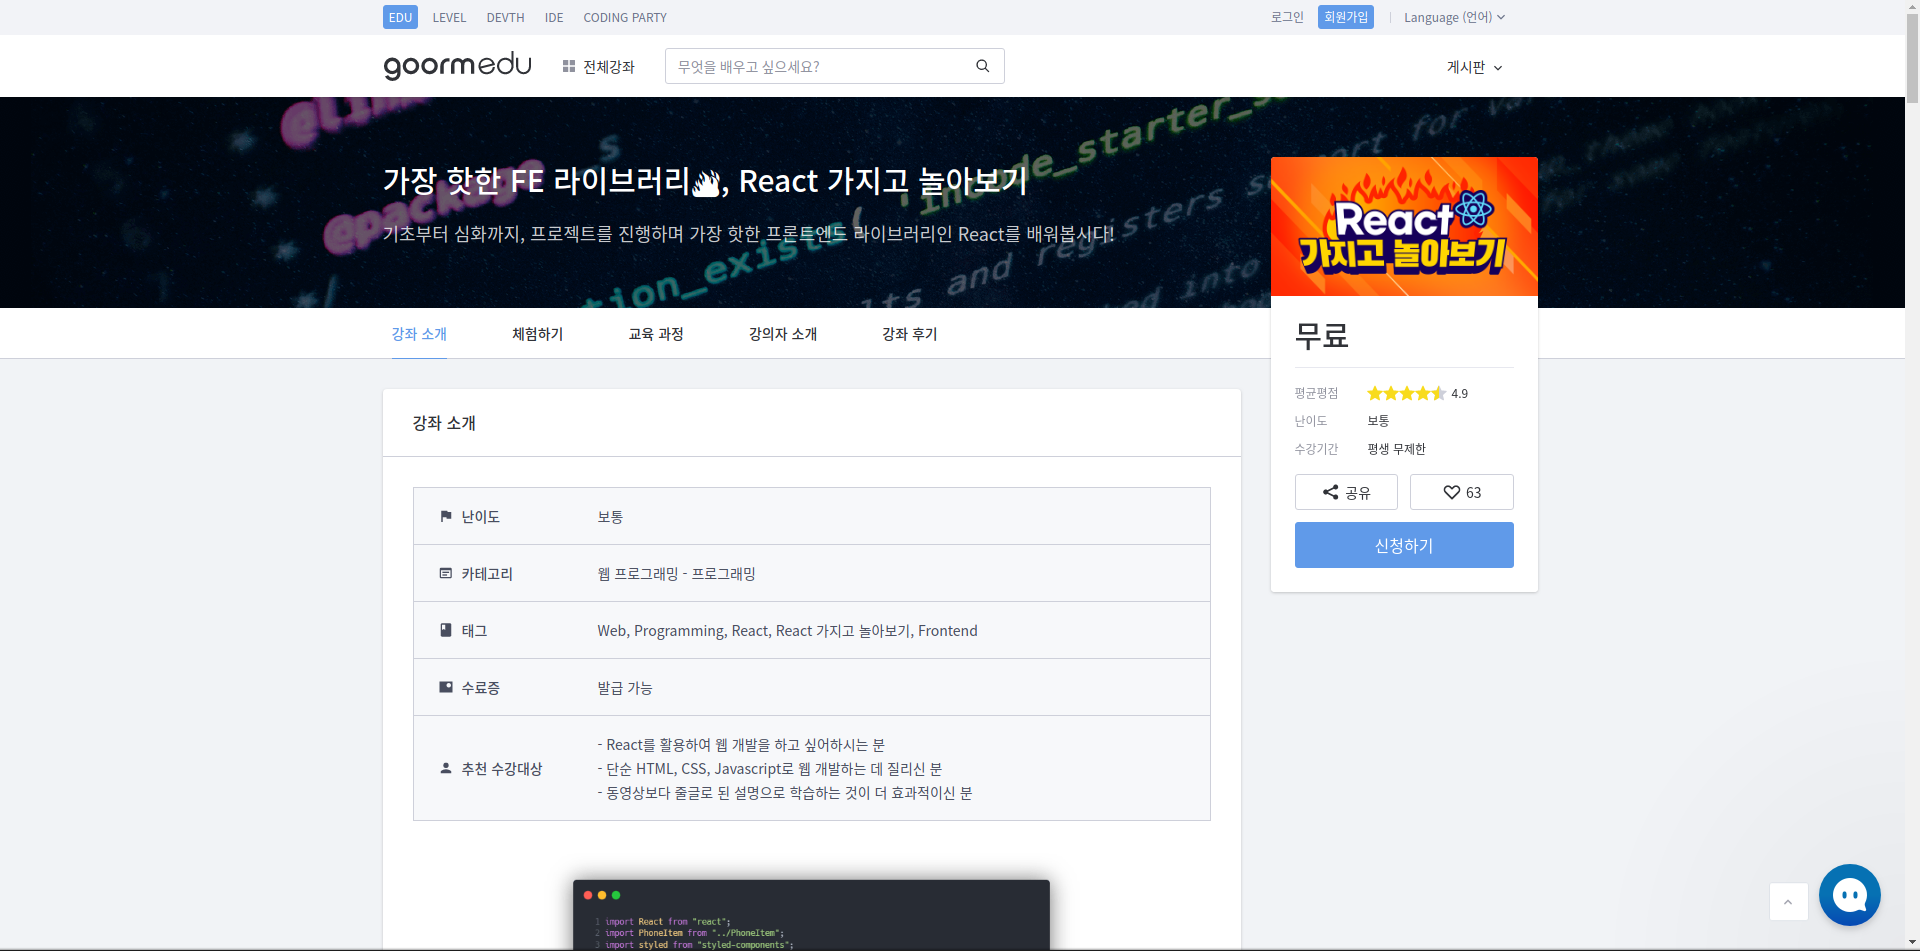 EDU LEVEL DEVTH IDE CODING PARTY 로그인 회원가입 Language (언어)
goormedu 전체강좌 무엇을 배우고 싶으세요? 게시판
가장 핫한 FE 라이브러리🔥, React 가지고 놀아보기
기초부터 심화까지, 프로젝트를 진행하며 가장 핫한 프론트엔드 라이브러리인 React를 배워봅시다!
@package
node_starter_s
port for va
tion_exists( '
lts and registers s
into
React
가지고 놀아보기
강좌 소개 체험하기 교육 과정 강의자 소개 강좌 후기
무료
평균평점 4.9
난이도 보통
수강기간 평생 무제한
공유 63
신청하기
강좌 소개
난이도 보통
카테고리 웹 프로그래밍 - 프로그래밍
태그 Web, Programming, React, React 가지고 놀아보기, Frontend
수료증 발급 가능
추천 수강대상
- React를 활용하여 웹 개발을 하고 싶어하시는 분
- 단순 HTML, CSS, Javascript로 웹 개발하는 데 질리신 분
- 동영상보다 줄글로 된 설명으로 학습하는 것이 더 효과적이신 분
1 import React from "react";
2 import PhoneItem from "../PhoneItem";
3 import styled from "styled-components";